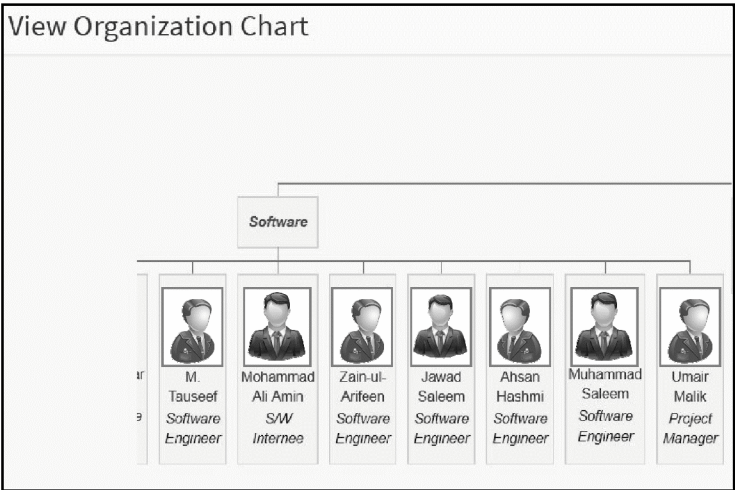 View Organization Chart
Software
M.
Tauseef
Software
Engineer
Mohammad
Ali Amin
S/W
Internee
Zain-ul-
Arifeen
Software
Engineer
Jawad
Saleem
Software
Engineer
Ahsan
Hashmi
Software
Engineer
Muhammad
Saleem
Software
Engineer
Umair
Malik
Project
Manager